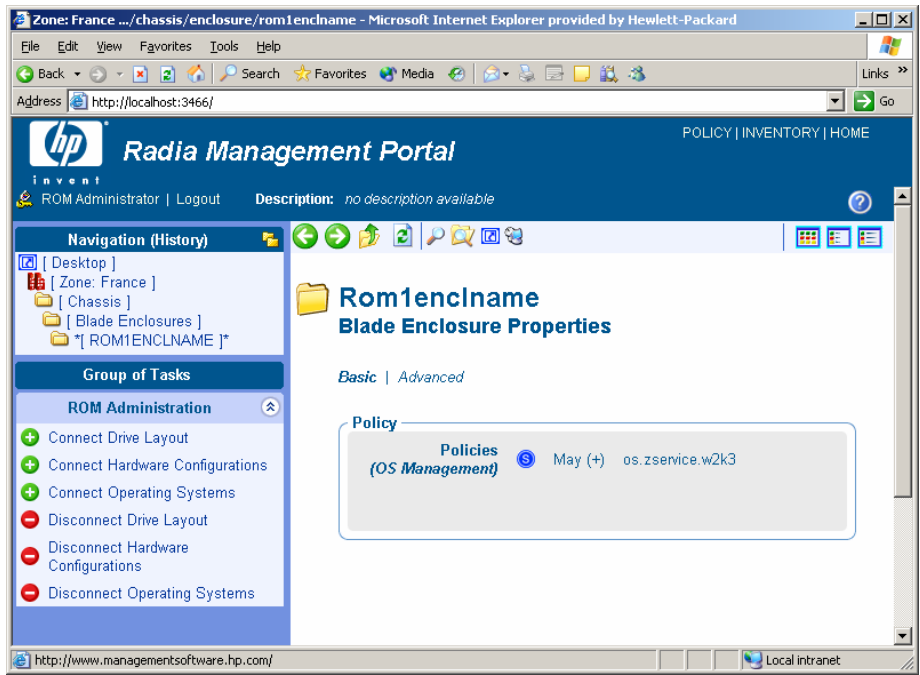 Zone: France .../chassis/enclosure/rom1enclname - Microsoft Internet Explorer provided by Hewlett-Packard
File Edit View Favorites Tools Help
Back Search Favorites Media Links »
Address http://localhost:3466/ Go
hp
invent
Radia Management Portal
POLICY | INVENTORY | HOME
ROM Administrator | Logout Description: no description available ?
Navigation (History)
[ Desktop ]
[ Zone: France ]
[ Chassis ]
[ Blade Enclosures ]
*[ ROM1ENCLNAME ]*
Group of Tasks
ROM Administration
Connect Drive Layout
Connect Hardware Configurations
Connect Operating Systems
Disconnect Drive Layout
Disconnect Hardware
Configurations
Disconnect Operating Systems
Rom1enclname
Blade Enclosure Properties
Basic | Advanced
Policy
Policies
(OS Management)
S May (+) os.zservice.w2k3
http://www.managementsoftware.hp.com/ Local intranet